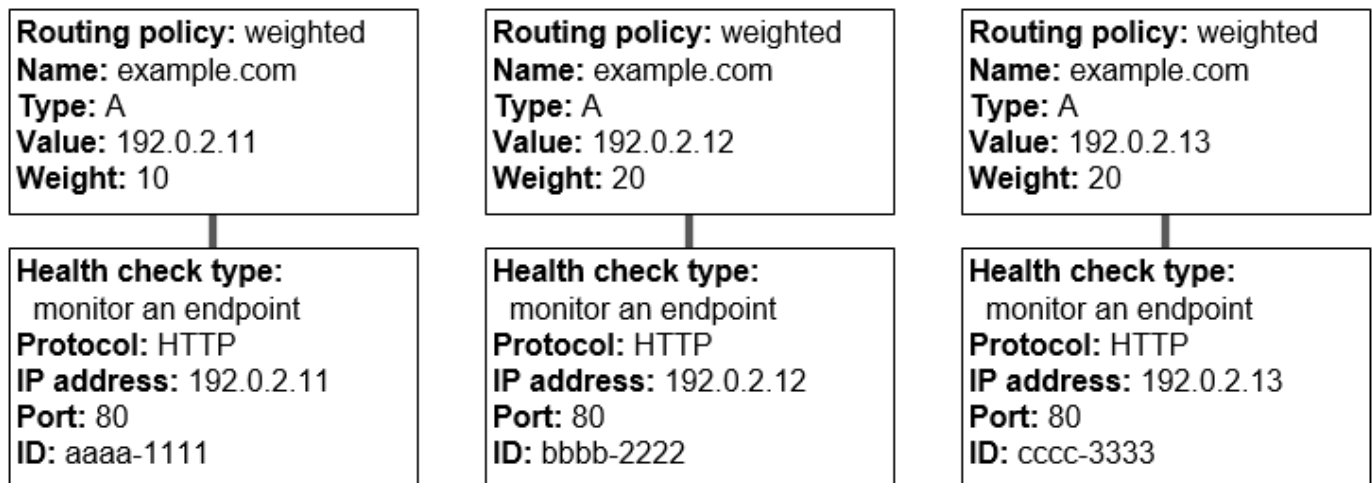 Routing policy: weighted
Name: example.com
Type: A
Value: 192.0.2.11
Weight: 10
Routing policy: weighted
Name: example.com
Type: A
Value: 192.0.2.12
Weight: 20
Routing policy: weighted
Name: example.com
Type: A
Value: 192.0.2.13
Weight: 20
Health check type:
monitor an endpoint
Protocol: HTTP
IP address: 192.0.2.11
Port: 80
ID: aaaa-1111
Health check type:
monitor an endpoint
Protocol: HTTP
IP address: 192.0.2.12
Port: 80
ID: bbbb-2222
Health check type:
monitor an endpoint
Protocol: HTTP
IP address: 192.0.2.13
Port: 80
ID: cccc-3333